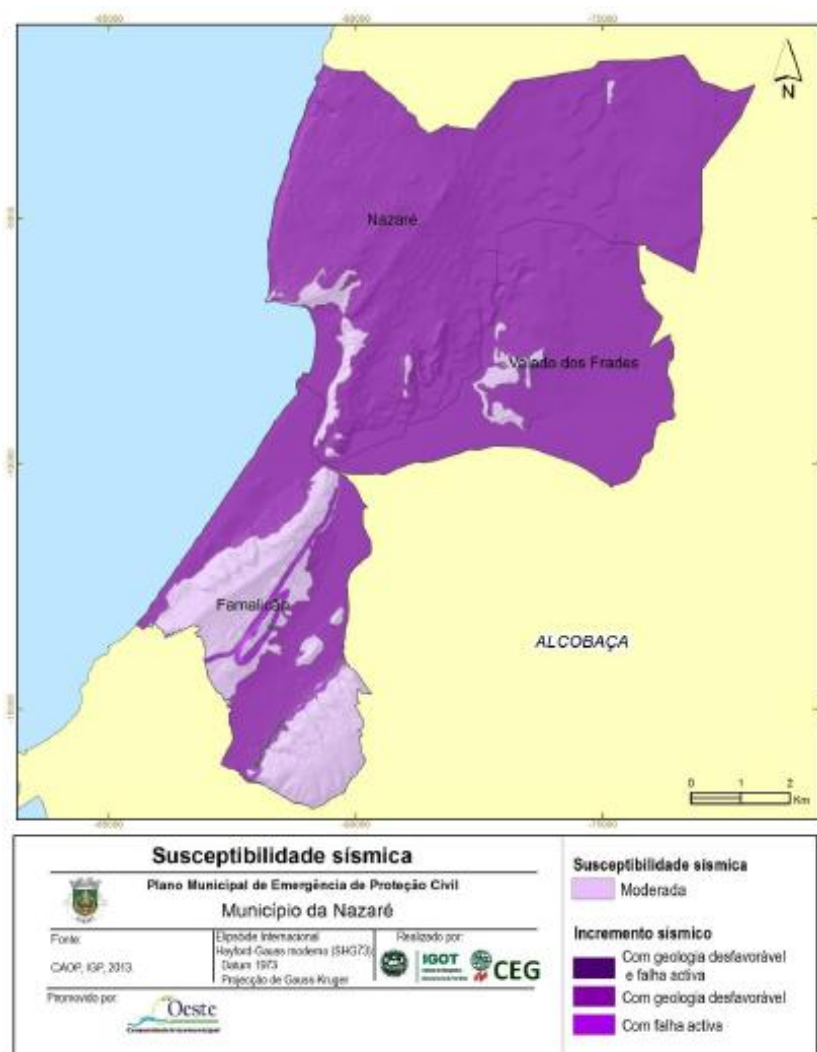 N
Nazaré
Valado dos Frades
Famalicão
ALCOBAÇA
0 1 2
Km
Susceptibilidade sísmica
Plano Municipal de Emergência de Proteção Civil
Município da Nazaré
Fonte:
CAOP, IGP, 2013
Elipsóide Internacional
Hayford-Gauss moderno (SHG73)
Datum 1973
Projecção de Gauss-Kruger
Realizado por:
IGOT
CEG
Promovido por:
Oeste
Susceptibilidade sísmica
Moderada
Incremento sísmico
Com geologia desfavorável
e falha activa
Com geologia desfavorável
Com falha activa